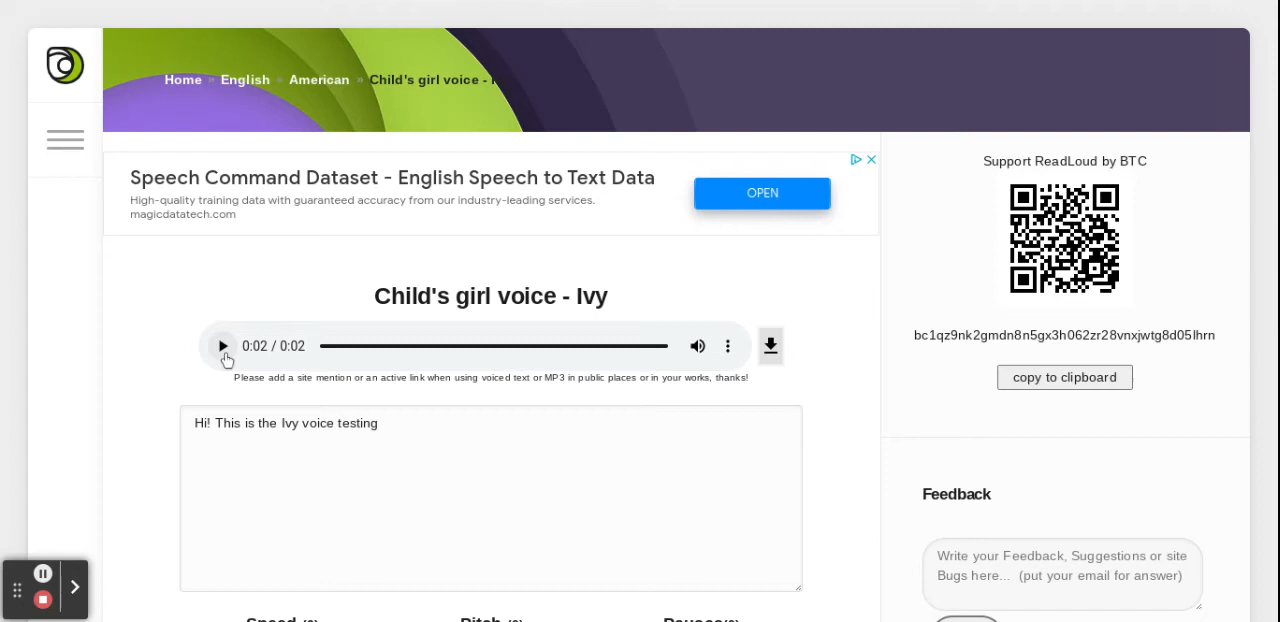 Home » English » American » Child's girl voice -
Speech Command Dataset - English Speech to Text Data
High-quality training data with guaranteed accuracy from our industry-leading services.
magicdatatech.com
OPEN
Support ReadLoud by BTC
bc1qz9nk2gmdn8n5gx3h062zr28vnxjwtg8d05lhrn
copy to clipboard
Child's girl voice - Ivy
0:02 / 0:02
Please add a site mention or an active link when using voiced text or MP3 in public places or in your works, thanks!
Hi! This is the Ivy voice testing
Feedback
Write your Feedback, Suggestions or site
Bugs here... (put your email for answer)
Speed Pitch Pauses